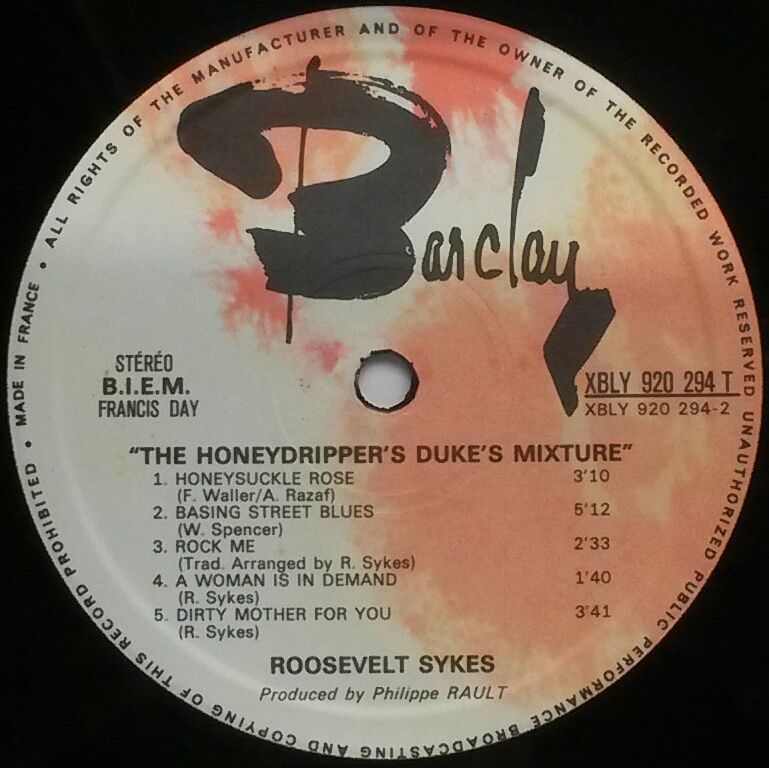 ALL RIGHTS OF THE MANUFACTURER AND OF THE OWNER OF THE RECORDED WORK RESERVED UNAUTHORIZED PUBLIC PERFORMANCE BROADCASTING AND COPYING OF THIS RECORD PROHIBITED • MADE IN FRANCE •
Barclay
STÉRÉO
B.I.E.M.
FRANCIS DAY
XBLY 920 294 T
XBLY 920 294-2
"THE HONEYDRIPPER'S DUKE'S MIXTURE"
1. HONEYSUCKLE ROSE 3'10
(F. Waller/A. Razaf)
2. BASING STREET BLUES 5'12
(W. Spencer)
3. ROCK ME 2'33
(Trad. Arranged by R. Sykes)
4. A WOMAN IS IN DEMAND 1'40
(R. Sykes)
5. DIRTY MOTHER FOR YOU 3'41
(R. Sykes)
ROOSEVELT SYKES
Produced by Philippe RAULT